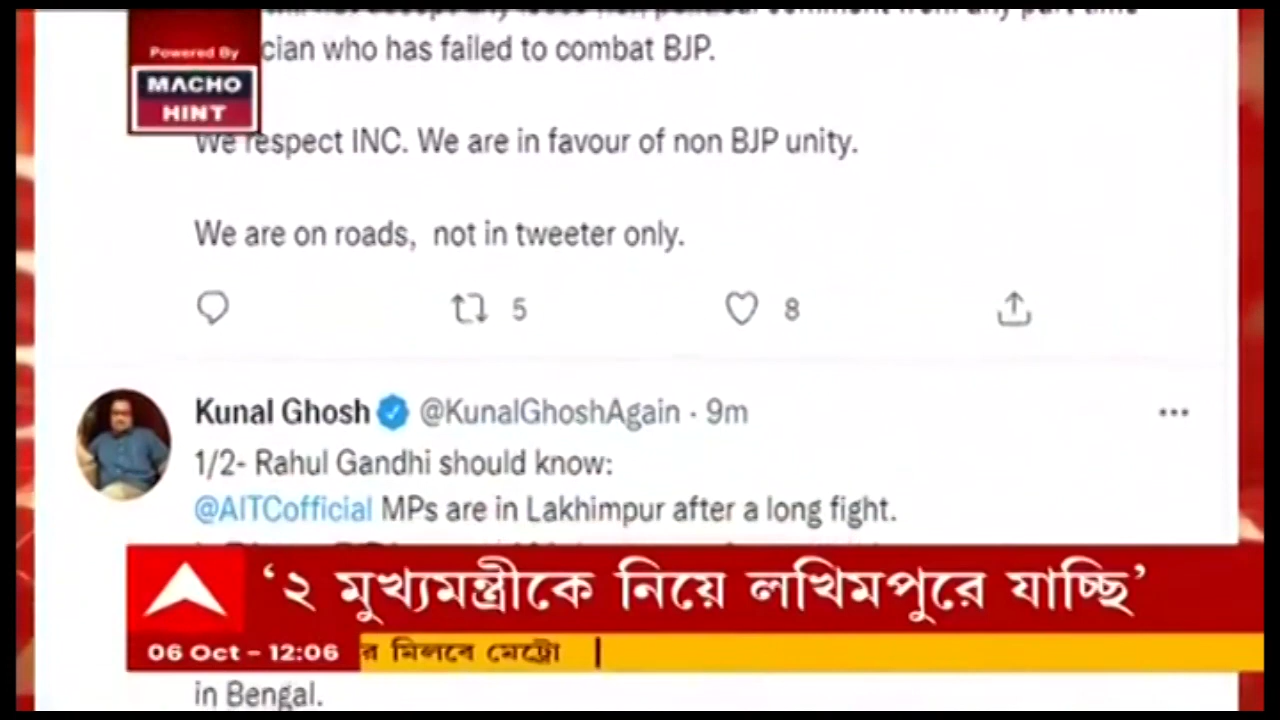 Powered By
MACHO
HINT
cian who has failed to combat BJP.
We respect INC. We are in favour of non BJP unity.
We are on roads, not in tweeter only.
5
8
Kunal Ghosh @KunalGhoshAgain · 9m
1/2- Rahul Gandhi should know:
@AITCofficial MPs are in Lakhimpur after a long fight.
‘২ মুখ্যমন্ত্রীকে নিয়ে লখিমপুরে যাচ্ছি’
06 Oct - 12:06
র মিলবে মেট্রো
in Bengal.